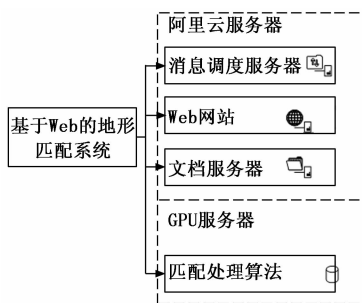 阿里云服务器
消息调度服务器
Web网站
文档服务器
基于Web的地形
匹配系统
GPU服务器
匹配处理算法